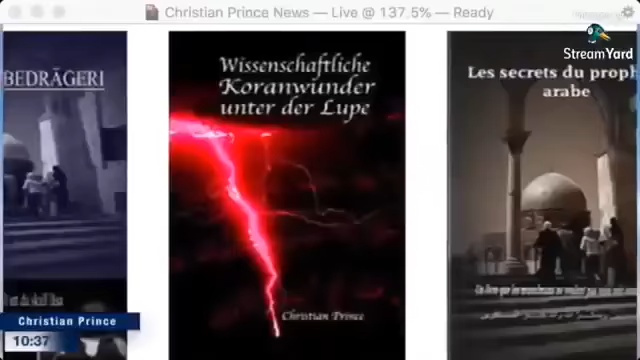 Christian Prince News — Live @ 137.5% — Ready
StreamYard
BEDRÄGERI
Wissenschaftliche
Koranwunder
unter der Lupe
Christian Prince
Les secrets du proph
arabe
Christian Prince
10:37